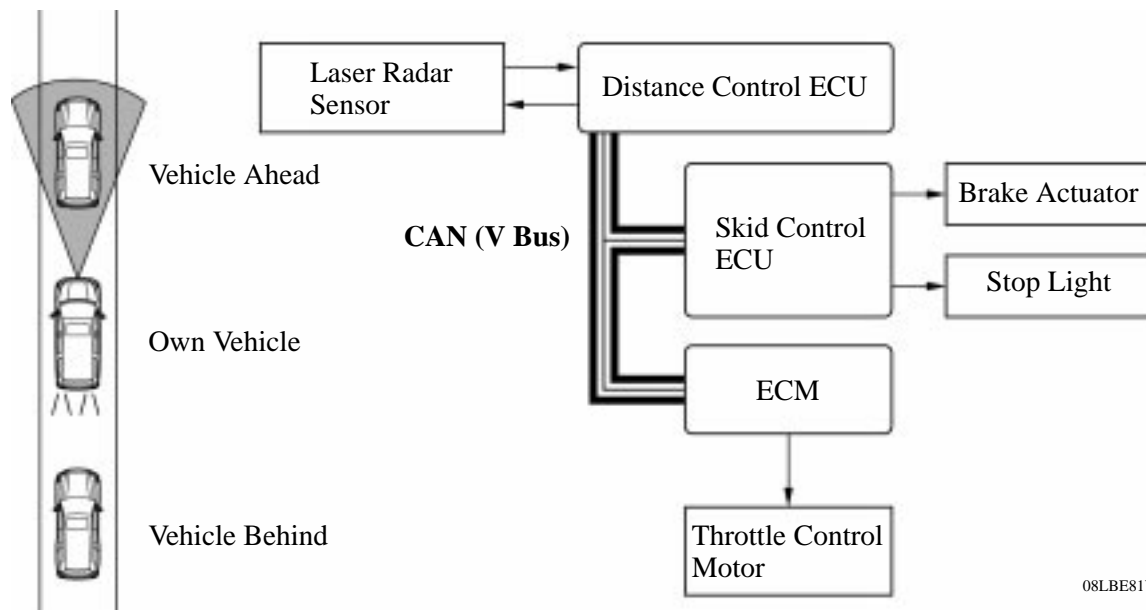 Laser Radar
Sensor
Distance Control ECU
Vehicle Ahead
CAN (V Bus)
Skid Control
ECU
Brake Actuator
Stop Light
Own Vehicle
ECM
Vehicle Behind
Throttle Control
Motor